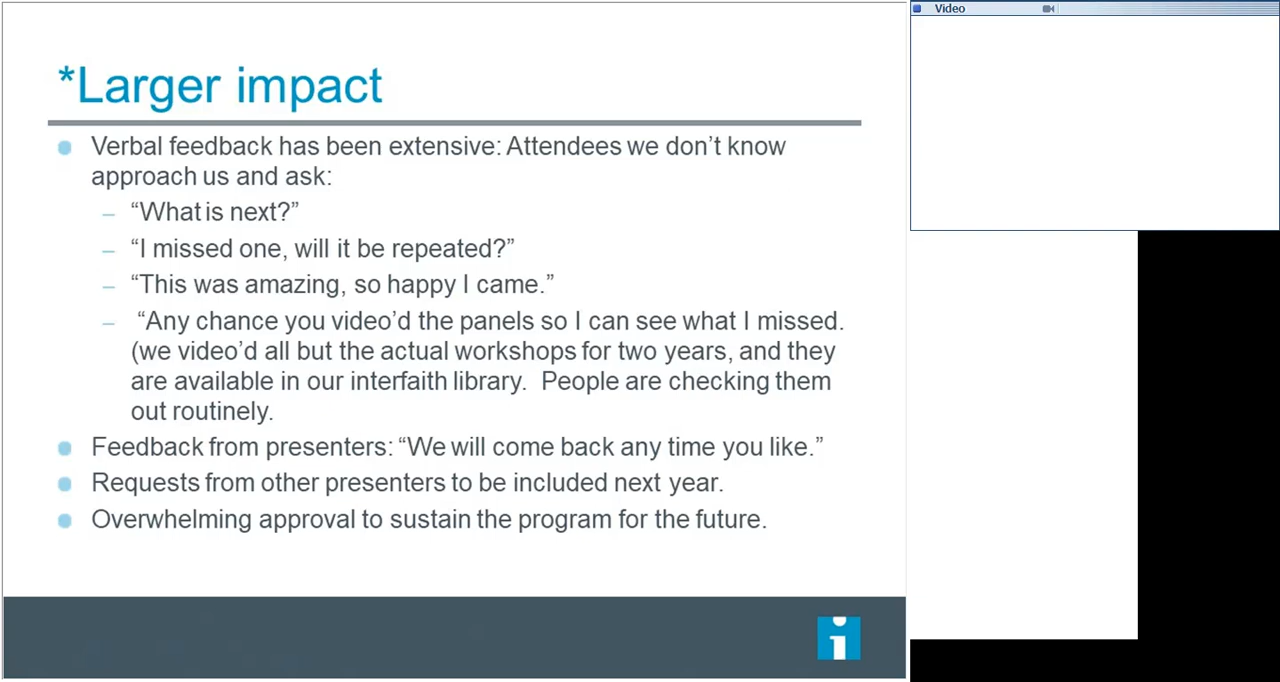 Video
*Larger impact
Verbal feedback has been extensive: Attendees we don’t know
approach us and ask:
– “What is next?”
– “I missed one, will it be repeated?”
– “This was amazing, so happy I came.”
– “Any chance you video’d the panels so I can see what I missed.
(we video’d all but the actual workshops for two years, and they
are available in our interfaith library. People are checking them
out routinely.
Feedback from presenters: “We will come back any time you like.”
Requests from other presenters to be included next year.
Overwhelming approval to sustain the program for the future.
i